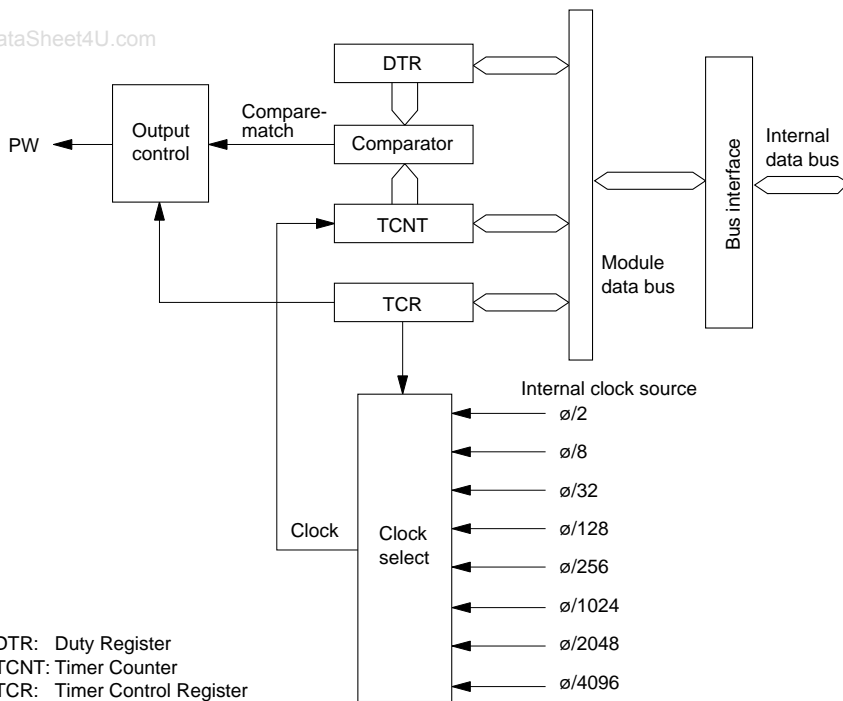 ataSheet4U.com
DTR
Compare-
match
Output
control
PW
Comparator
Internal
data bus
Bus interface
TCNT
Module
data bus
TCR
Internal clock source
ø/2
ø/8
ø/32
ø/128
Clock
Clock
select
ø/256
ø/1024
ø/2048
ø/4096
DTR: Duty Register
TCNT: Timer Counter
TCR: Timer Control Register